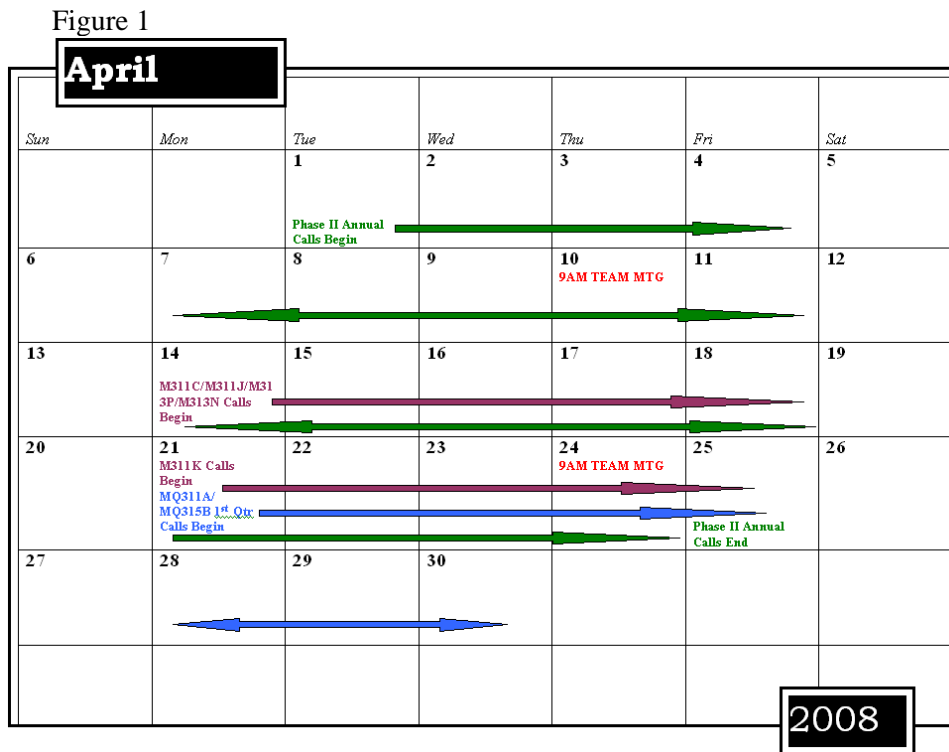 Figure 1
April
Sun Mon Tue Wed Thu Fri Sat
1 2 3 4 5
Phase II Annual
Calls Begin
6 7 8 9 10 11 12
9AM TEAM MTG
13 14 15 16 17 18 19
M311C/M311J/M31
3P/M313N Calls
Begin
20 21 22 23 24 25 26
M311K Calls
Begin
9AM TEAM MTG
MQ311A/
MQ315B 1st Qtr
Calls Begin
Phase II Annual
Calls End
27 28 29 30
2008